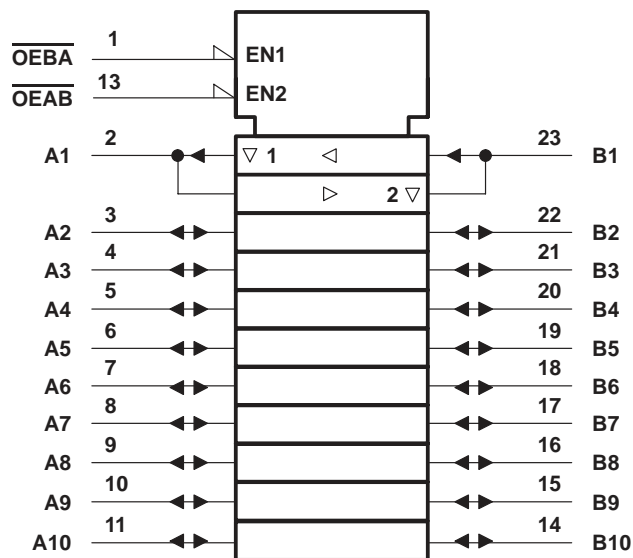 OEBA 1 EN1
OEAB 13 EN2
A1 2 1 23 B1
2
A2 3 22 B2
A3 4 21 B3
A4 5 20 B4
A5 6 19 B5
A6 7 18 B6
A7 8 17 B7
A8 9 16 B8
A9 10 15 B9
A10 11 14 B10